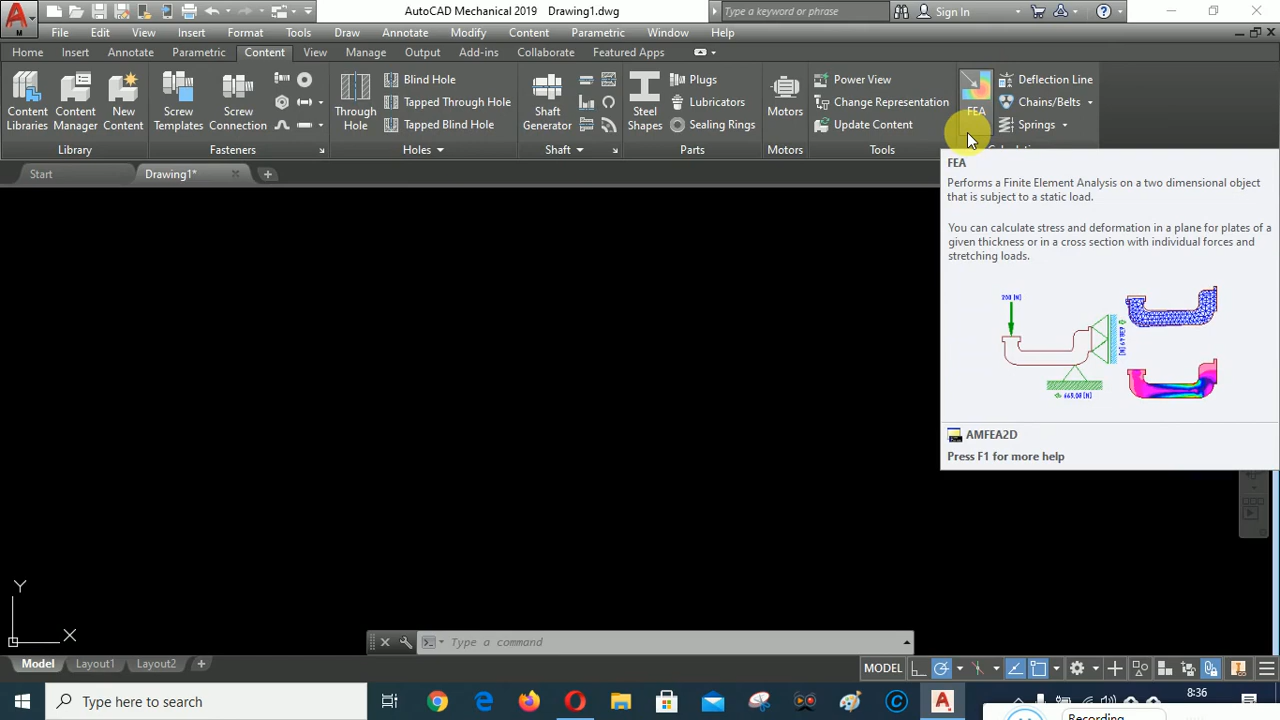 AutoCAD Mechanical 2019 Drawing1.dwg
Type a keyword or phrase
Sign In
File Edit View Insert Format Tools Draw Annotate Modify Content Parametric Window Help
Home Insert Annotation Parametric Content View Manage Output Add-ins Collaborate Featured Apps
Content Libraries
Content Manager
New Content
Library
Screw Templates
Screw Connection
Fasteners
Through Hole
Blind Hole
Tapped Through Hole
Tapped Blind Hole
Holes
Shaft Generator
Shaft
Steel Shapes
Plugs
Lubricators
Sealing Rings
Parts
Motors
Motors
Power View
Change Representation
Update Content
Tools
FEA
Deflection Line
Chains/Belts
Springs
Start
Drawing1*
FEA
Performs a Finite Element Analysis on a two dimensional object
that is subject to a static load.
You can calculate stress and deformation in a plane for plates of a
given thickness or in a cross section with individual forces and
stretching loads.
200 [N]
AMFEA2D
Press F1 for more help
Y
X
Type a command
Model Layout1 Layout2
MODEL
Type here to search
8:36
Recording